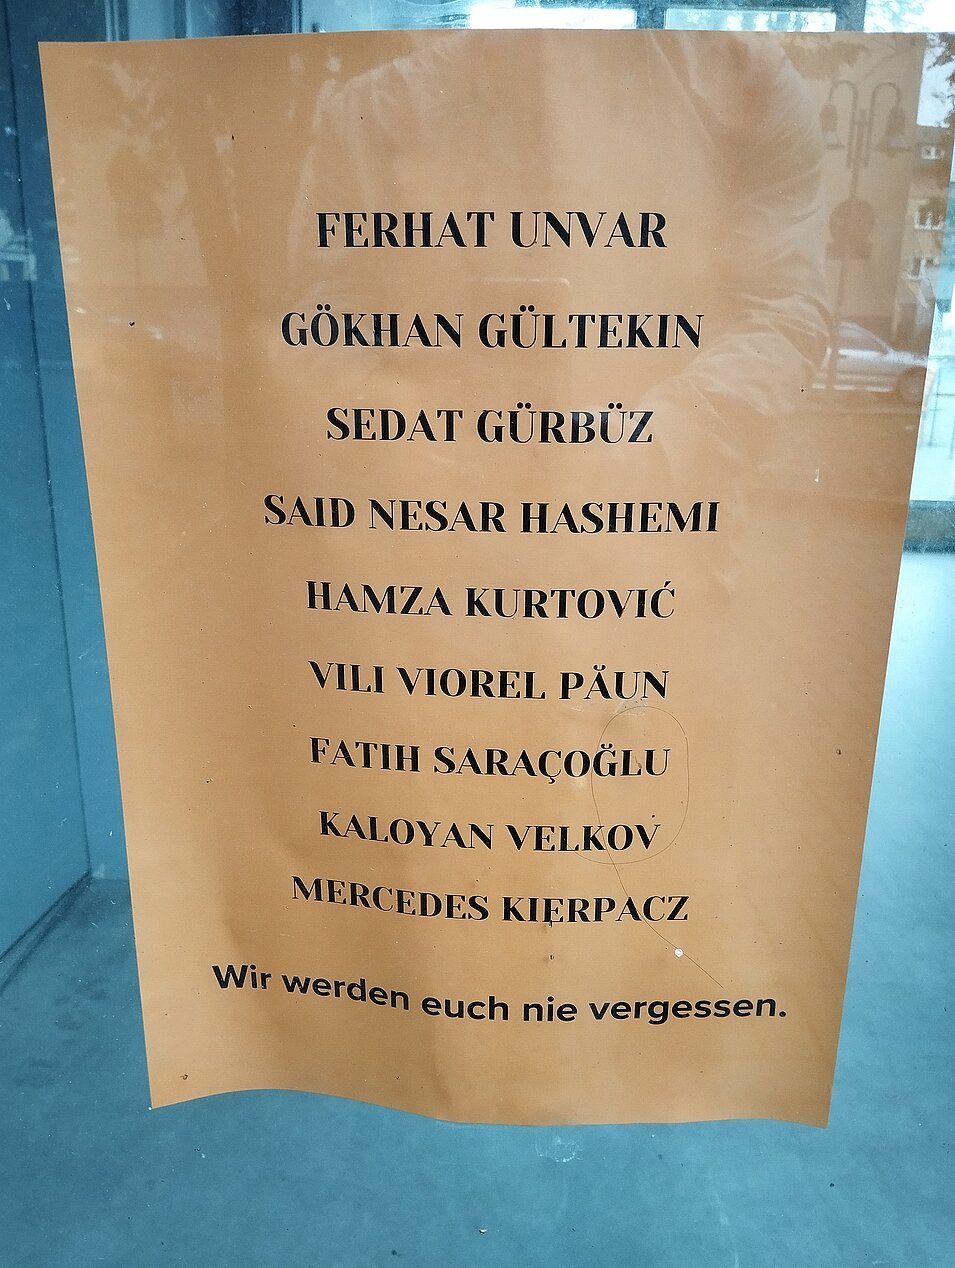 FERHAT UNVAR
GÖKHAN GÜLTEKIN
SEDAT GÜRBÜZ
SAID NESAR HASHEMI
HAMZA KURTOVIĆ
VILI VIOREL PĂUN
FATIH SARAÇOĞLU
KALOYAN VELKOV
MERCEDES KIERPACZ
Wir werden euch nie vergessen.